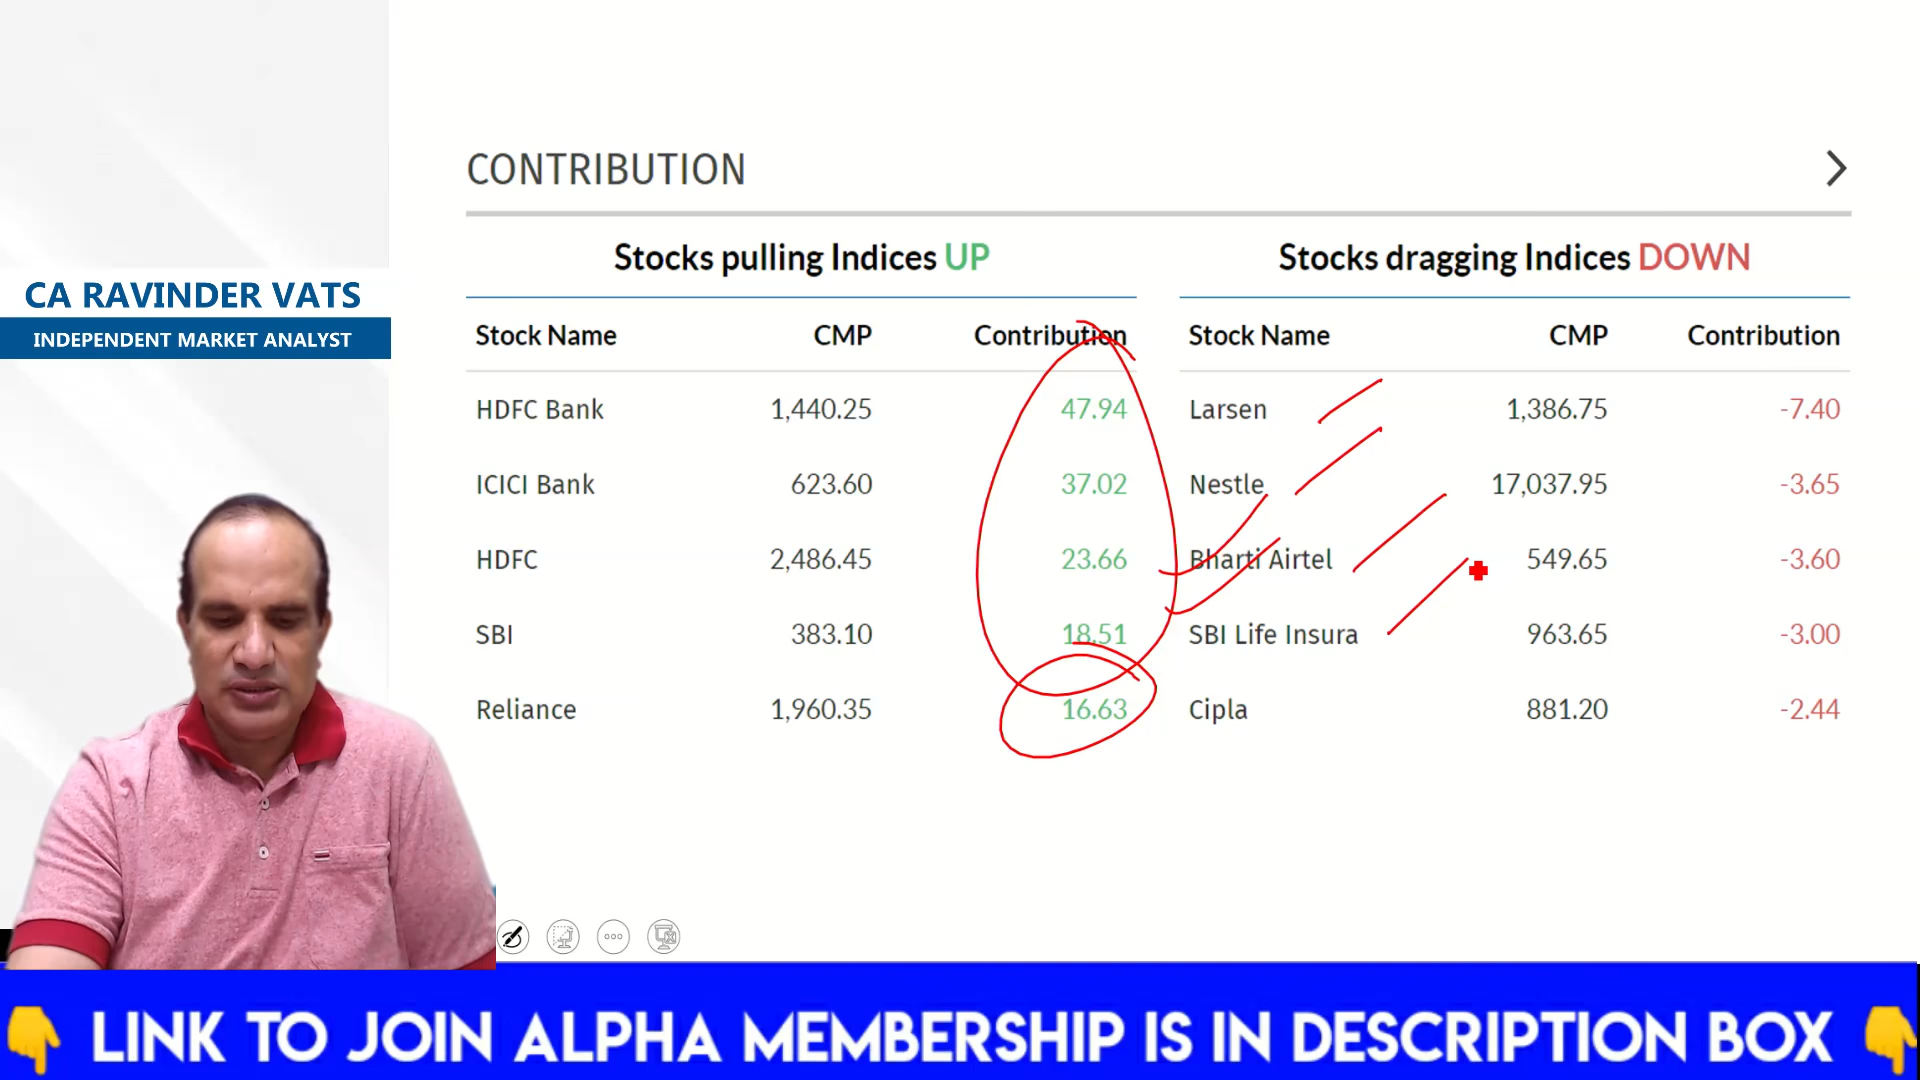 CONTRIBUTION
Stocks pulling Indices UP
Stocks dragging Indices DOWN
CA RAVINDER VATS
INDEPENDENT MARKET ANALYST
Stock Name CMP Contribution Stock Name CMP Contribution
HDFC Bank 1,440.25 47.94 Larsen 1,386.75 -7.40
ICICI Bank 623.60 37.02 Nestle 17,037.95 -3.65
HDFC 2,486.45 23.66 Bharti Airtel 549.65 -3.60
SBI 383.10 18.51 SBI Life Insura 963.65 -3.00
Reliance 1,960.35 16.63 Cipla 881.20 -2.44
LINK TO JOIN ALPHA MEMBERSHIP IS IN DESCRIPTION BOX